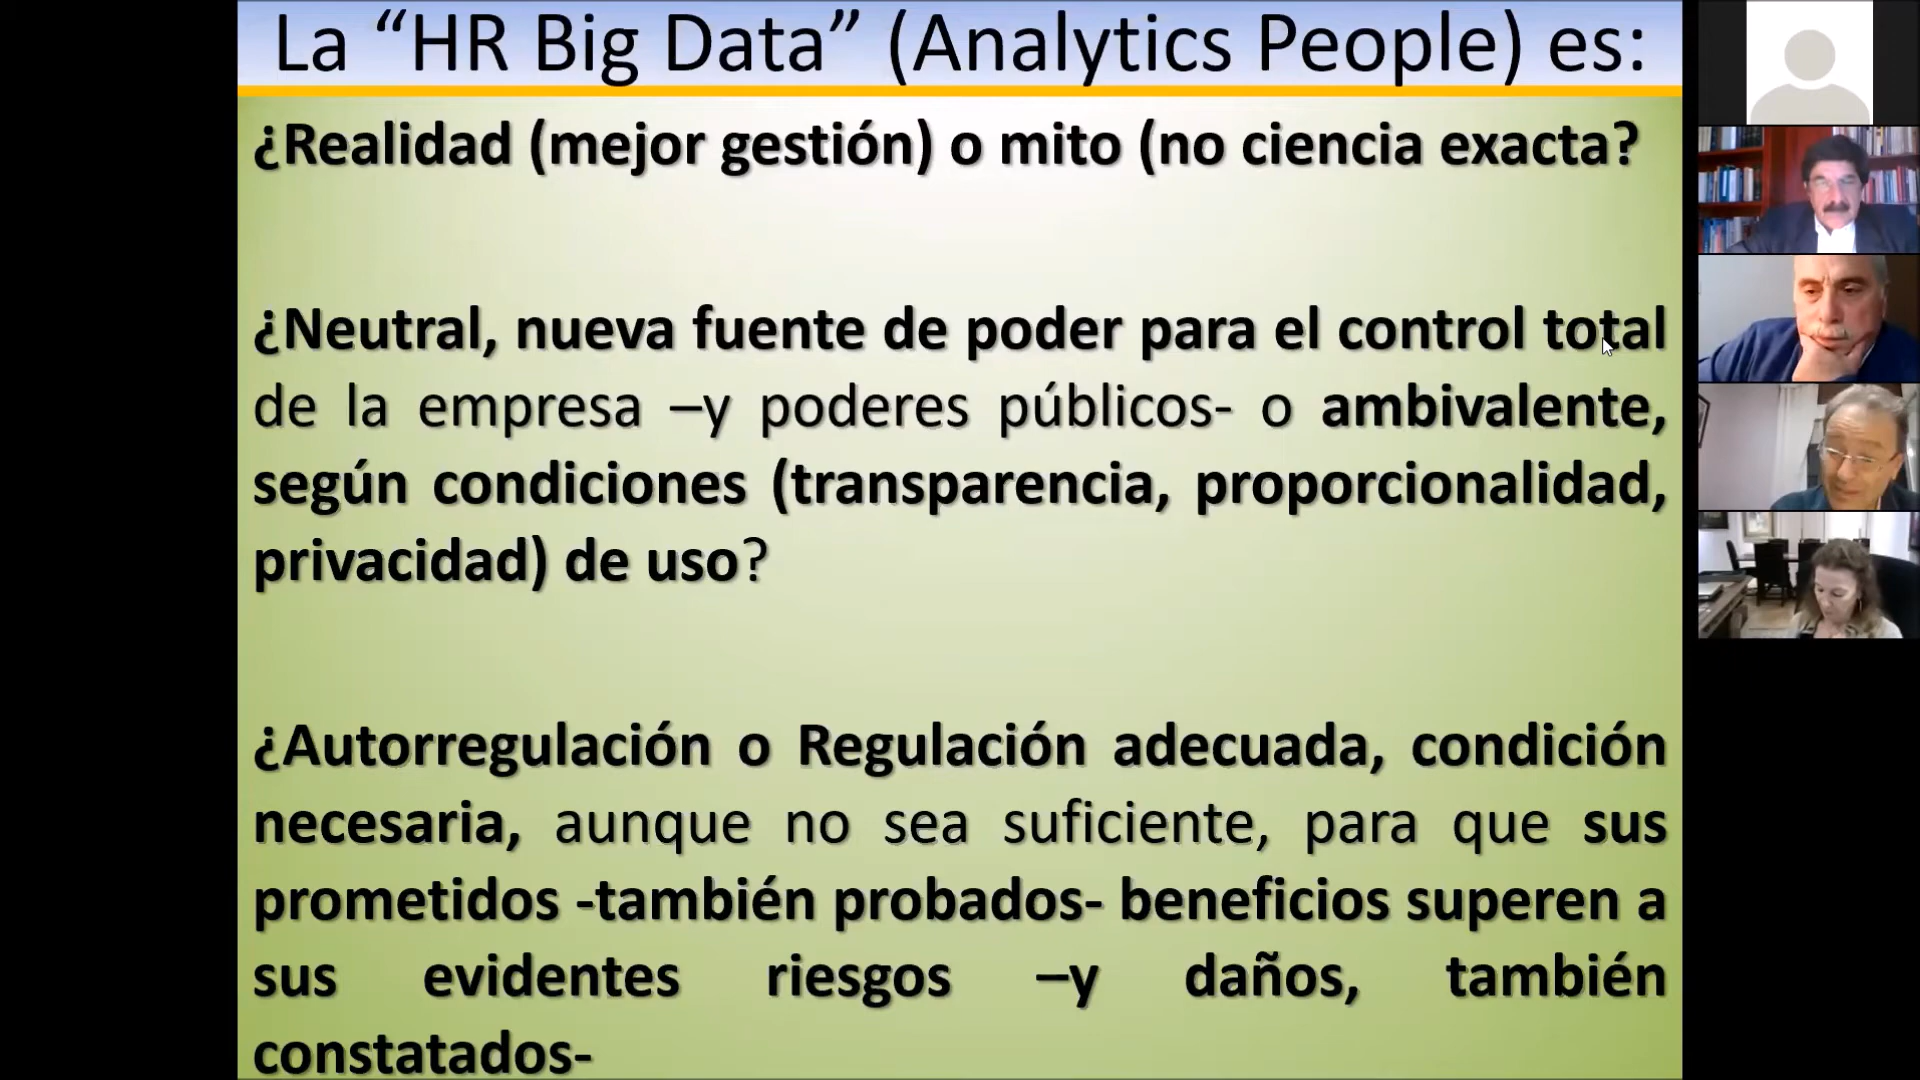 La “HR Big Data” (Analytics People) es:
¿Realidad (mejor gestión) o mito (no ciencia exacta?
¿Neutral, nueva fuente de poder para el control total
de la empresa –y poderes públicos- o ambivalente,
según condiciones (transparencia, proporcionalidad,
privacidad) de uso?
¿Autorregulación o Regulación adecuada, condición
necesaria, aunque no sea suficiente, para que sus
prometidos -también probados- beneficios superen a
sus evidentes riesgos –y daños, también
constatados-